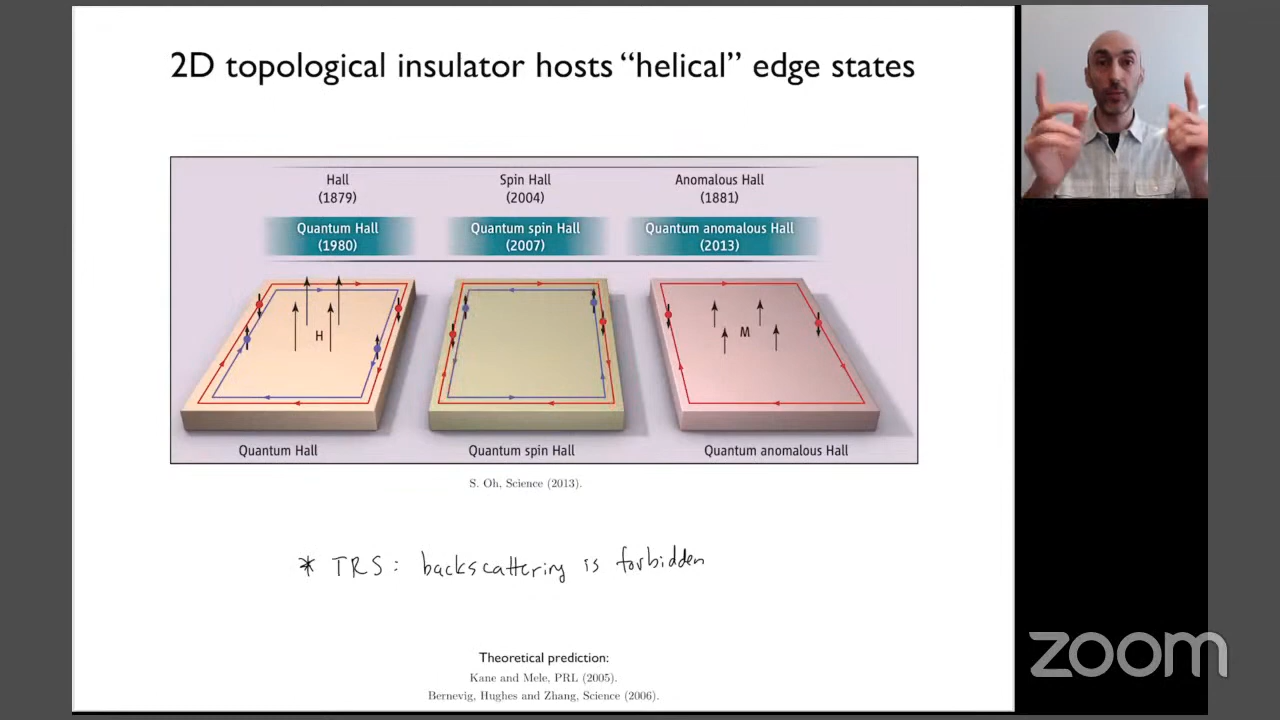 2D topological insulator hosts “helical” edge states
Hall
(1879)
Spin Hall
(2004)
Anomalous Hall
(1881)
Quantum Hall
(1980)
Quantum spin Hall
(2007)
Quantum anomalous Hall
(2013)
H
M
Quantum Hall
Quantum spin Hall
Quantum anomalous Hall
S. Oh, Science (2013).
* TRS: backscattering is forbidden
Theoretical prediction:
Kane and Mele, PRL (2005).
Bernevig, Hughes and Zhang, Science (2006).
zoom